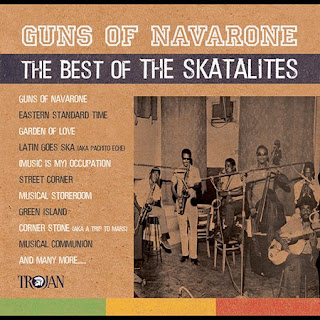 GUNS OF NAVARONE
THE BEST OF THE SKATALITES
GUNS OF NAVARONE
EASTERN STANDARD TIME
GARDEN OF LOVE
LATIN GOES SKA (AKA PACHITO ECHE)
(MUSIC IS MY) OCCUPATION
STREET CORNER
MUSICAL STOREROOM
GREEN ISLAND
CORNER STONE (AKA A TRIP TO MARS)
MUSICAL COMMUNION
AND MANY MORE....
TROJAN